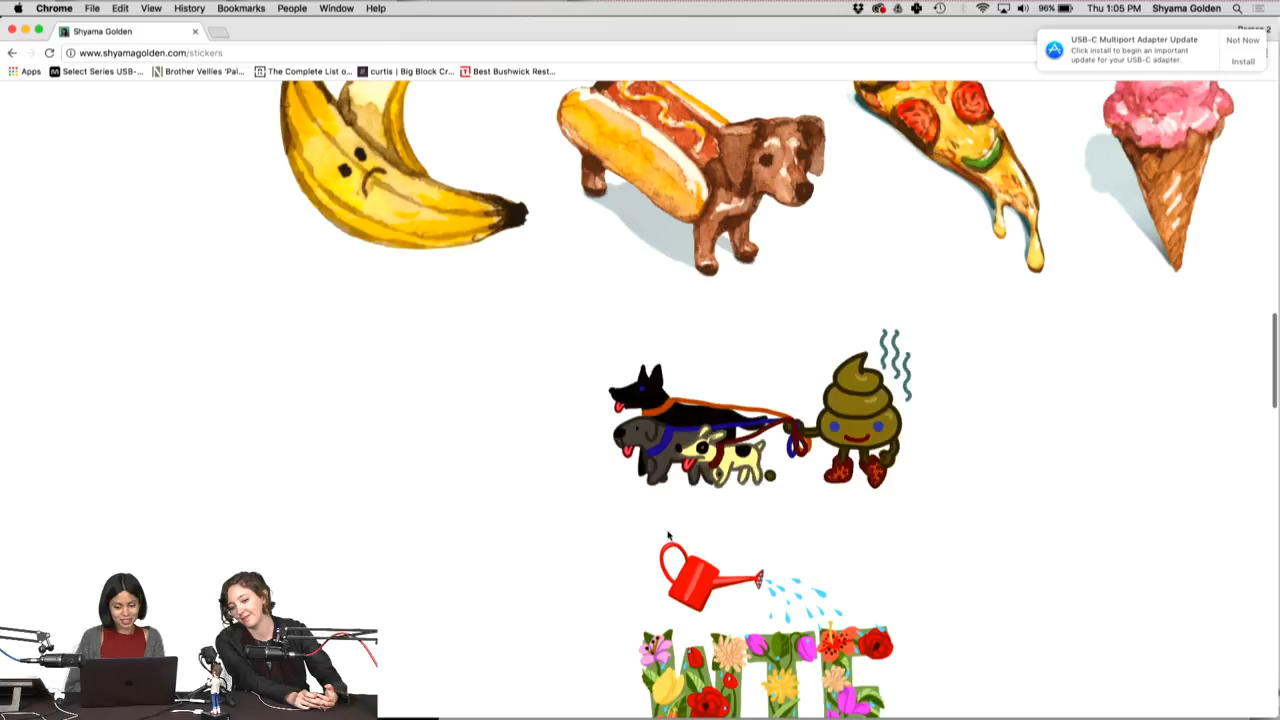 Chrome File Edit View History Bookmarks People Window Help 96% Thu 1:05 PM Shyama Golden
Shyama Golden
www.shyamagolden.com/stickers
Apps Select Series USB-... Brother Vellies 'Pal... The Complete List o... curtis | Big Block Cr... Best Bushwick Rest...
USB-C Multiport Adapter Update
Click install to begin an important
update for your USB-C adapter.
Not Now
Install